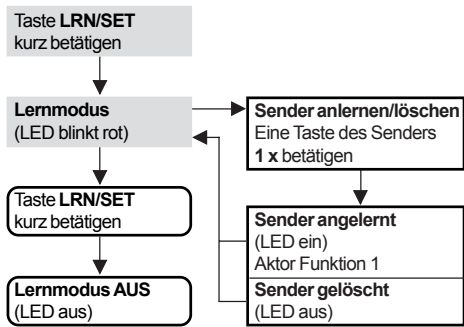 Taste LRN/SET
kurz betätigen
Lernmodus
(LED blinkt rot)
Sender anlernen/löschen
Eine Taste des Senders
1 x betätigen
Taste LRN/SET
kurz betätigen
Sender angelernt
(LED ein)
Aktor Funktion 1
Lernmodus AUS
(LED aus)
Sender gelöscht
(LED aus)